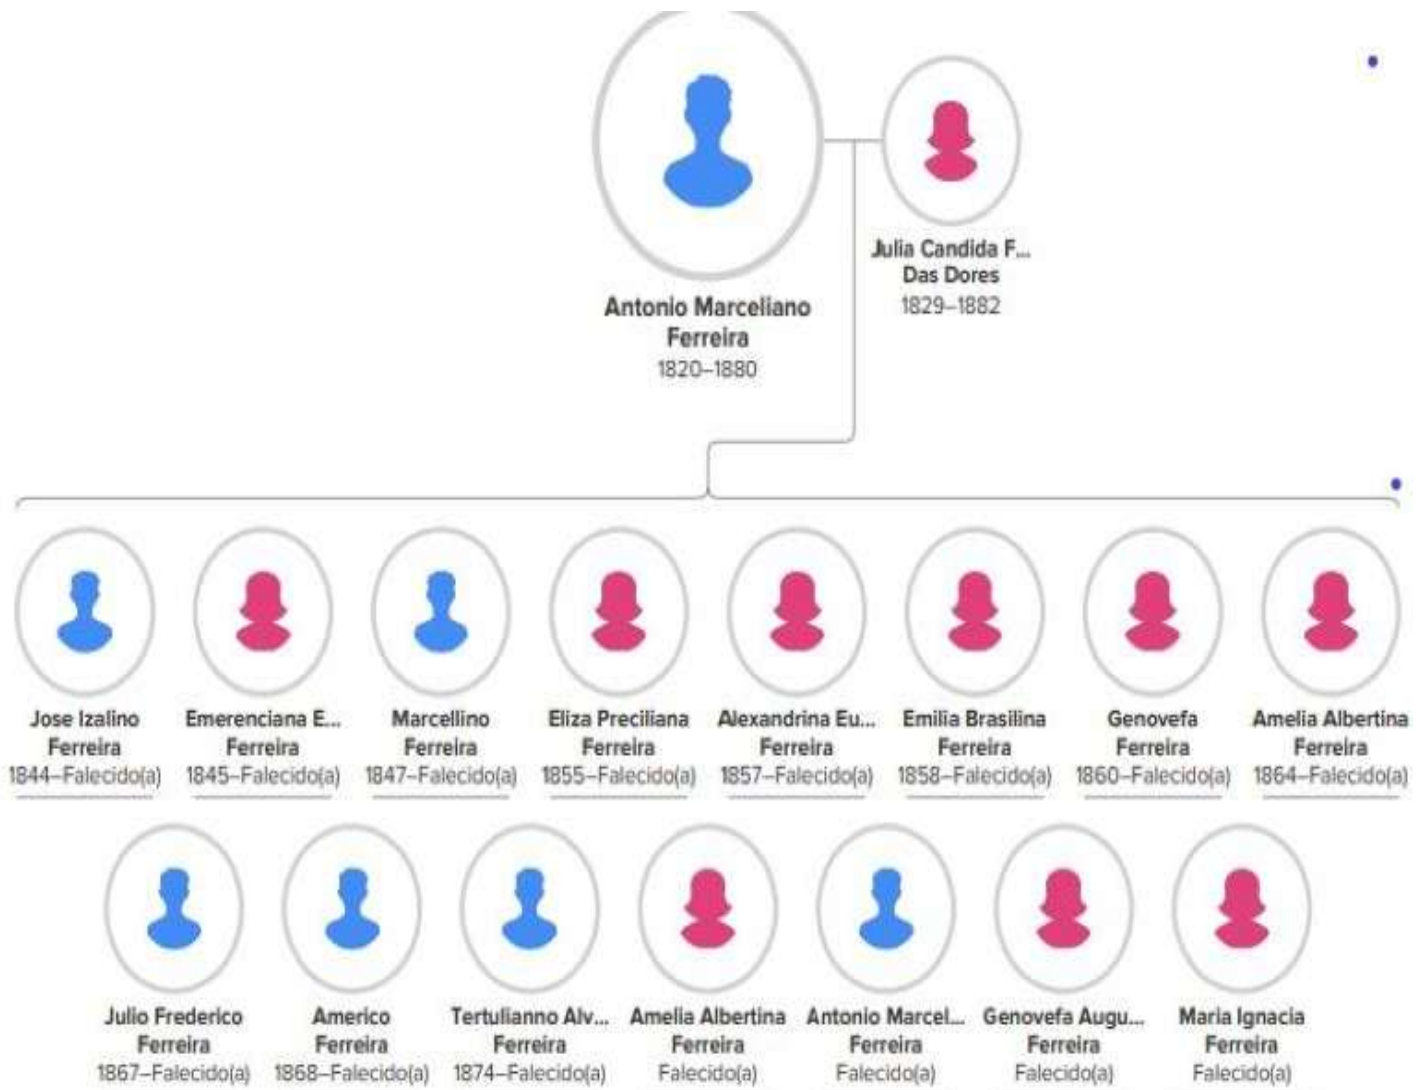 Antonio Marceliano
Ferreira
1820–1880
Julia Candida F...
Das Dores
1829–1882
Jose Izalino
Ferreira
1844–Falecido(a)
Emerenciana E...
Ferreira
1845–Falecido(a)
Marcellino
Ferreira
1847–Falecido(a)
Eliza Preciliana
Ferreira
1855–Falecido(a)
Alexandrina Eu...
Ferreira
1857–Falecido(a)
Emilia Brasilina
Ferreira
1858–Falecido(a)
Genovefa
Ferreira
1860–Falecido(a)
Amelia Albertina
Ferreira
1864–Falecido(a)
Julio Frederico
Ferreira
1867–Falecido(a)
Americo
Ferreira
1868–Falecido(a)
Tertulianno Alv...
Ferreira
1874–Falecido(a)
Amelia Albertina
Ferreira
Falecido(a)
Antonio Marcel...
Ferreira
Falecido(a)
Genovefa Augu...
Ferreira
Falecido(a)
Maria Ignacia
Ferreira
Falecido(a)